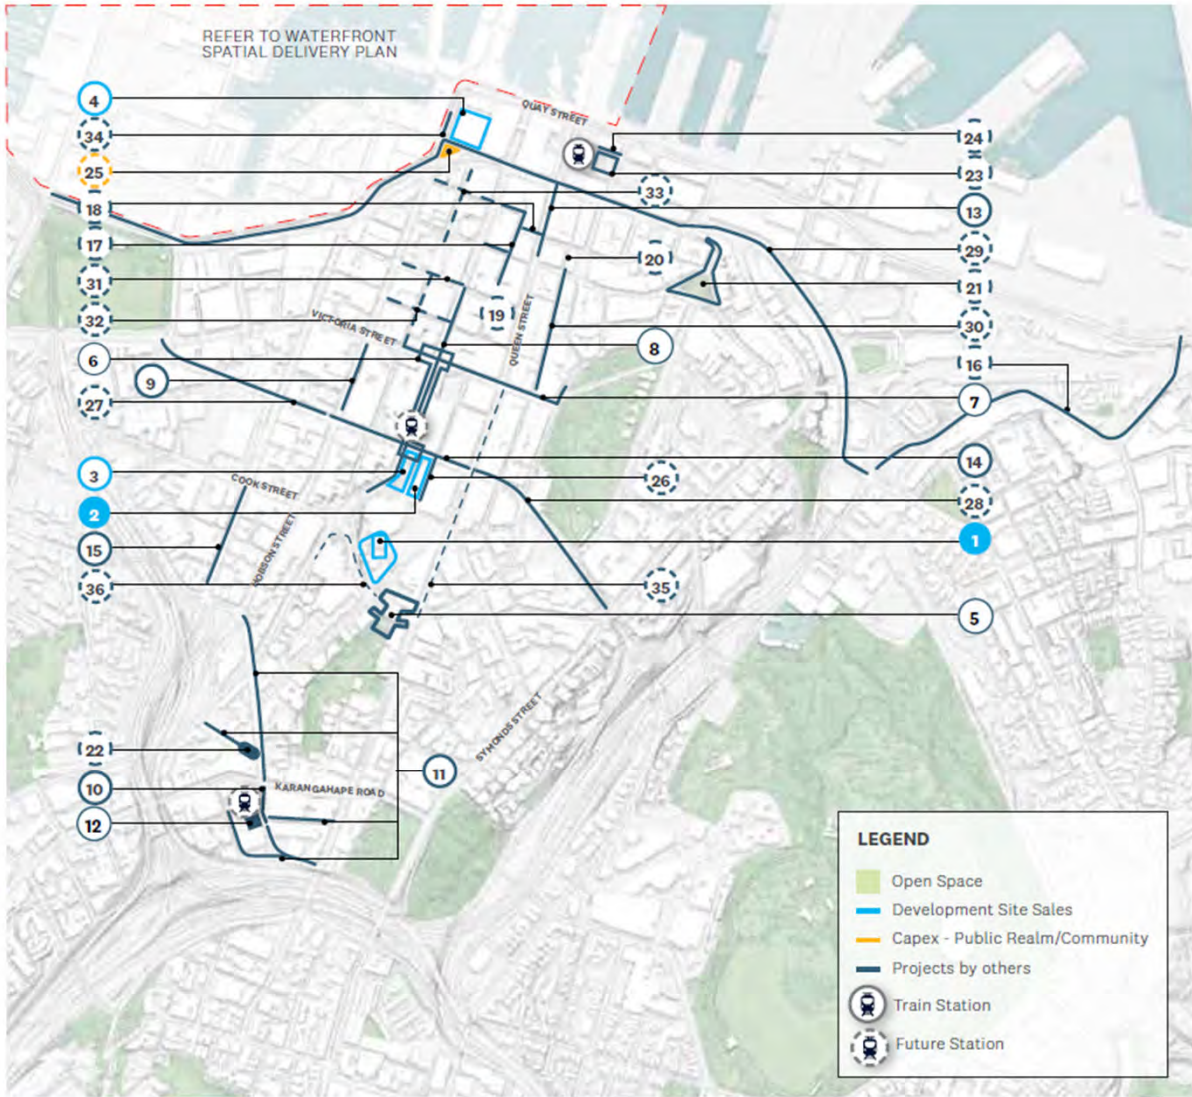 REFER TO WATERFRONT
SPATIAL DELIVERY PLAN
4
QUAY STREET
34
24
25
23
33
18
13
17
29
20
31
21
19
32
VICTORIA STREET
QUEEN STREET
30
8
6
16
9
27
7
14
3
COOK STREET
26
28
2
1
15
HOBSON STREET
36
35
5
SYMONDS STREET
22
11
10
KARANGAHAPE ROAD
12
LEGEND
Open Space
Development Site Sales
Capex - Public Realm/Community
Projects by others
Train Station
Future Station